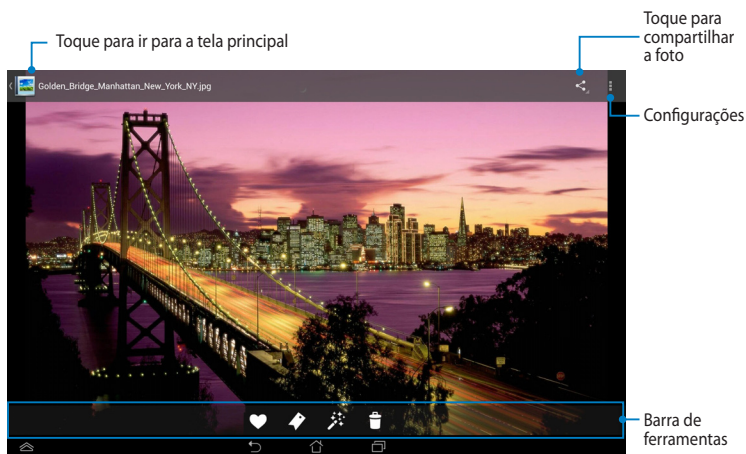 Toque para
compartilhar
a foto
Toque para ir para a tela principal
Golden_Bridge_Manhattan_New_York_NY.jpg
Configurações
Barra de
ferramentas